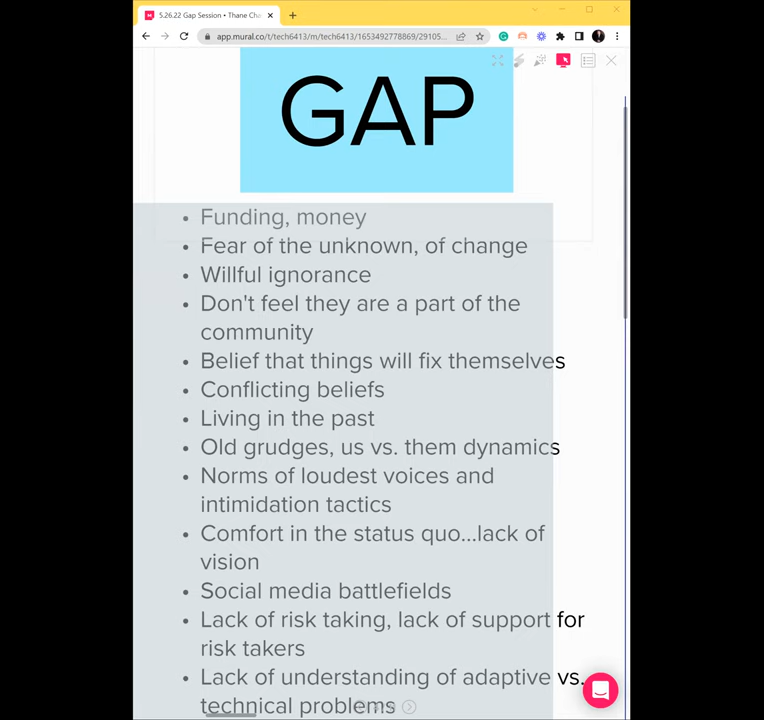 5.26.22 Gap Session • Thane Cha
app.mural.co/t/tech6413/m/tech6413/1653492778869/29105...
GAP
• Funding, money
• Fear of the unknown, of change
• Willful ignorance
• Don't feel they are a part of the
community
• Belief that things will fix themselves
• Conflicting beliefs
• Living in the past
• Old grudges, us vs. them dynamics
• Norms of loudest voices and
intimidation tactics
• Comfort in the status quo...lack of
vision
• Social media battlefields
• Lack of risk taking, lack of support for
risk takers
• Lack of understanding of adaptive vs.
technical problems